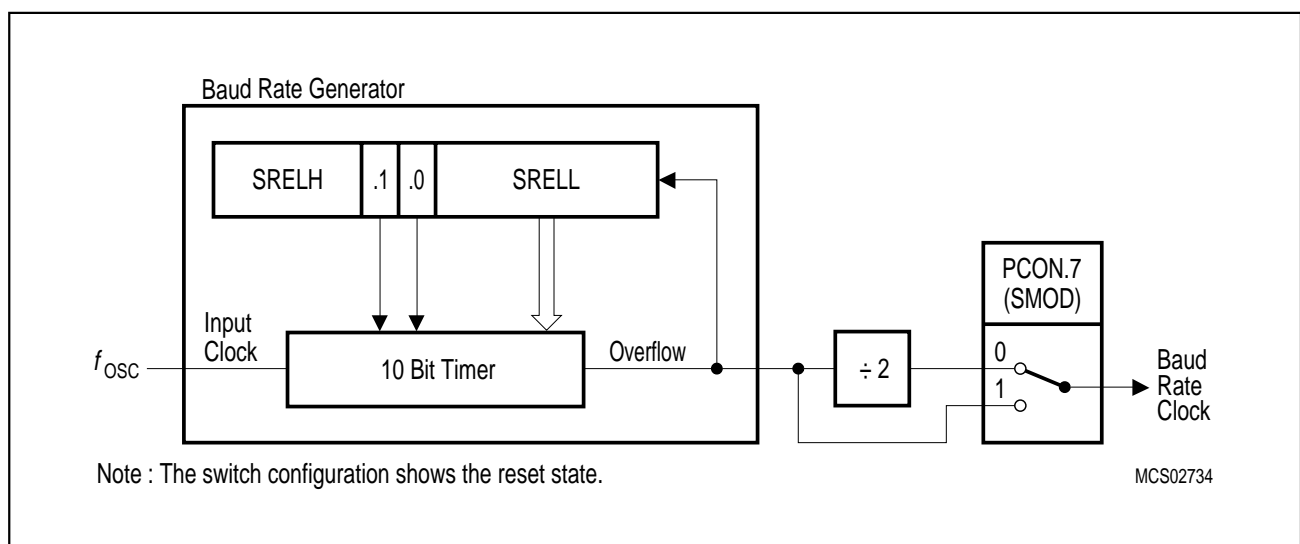 Baud Rate Generator
SRELH
.1
.0
SRELL
PCON.7
(SMOD)
Input
Clock
f OSC
10 Bit Timer
Overflow
÷ 2
0
1
Baud
Rate
Clock
Note : The switch configuration shows the reset state.
MCS02734